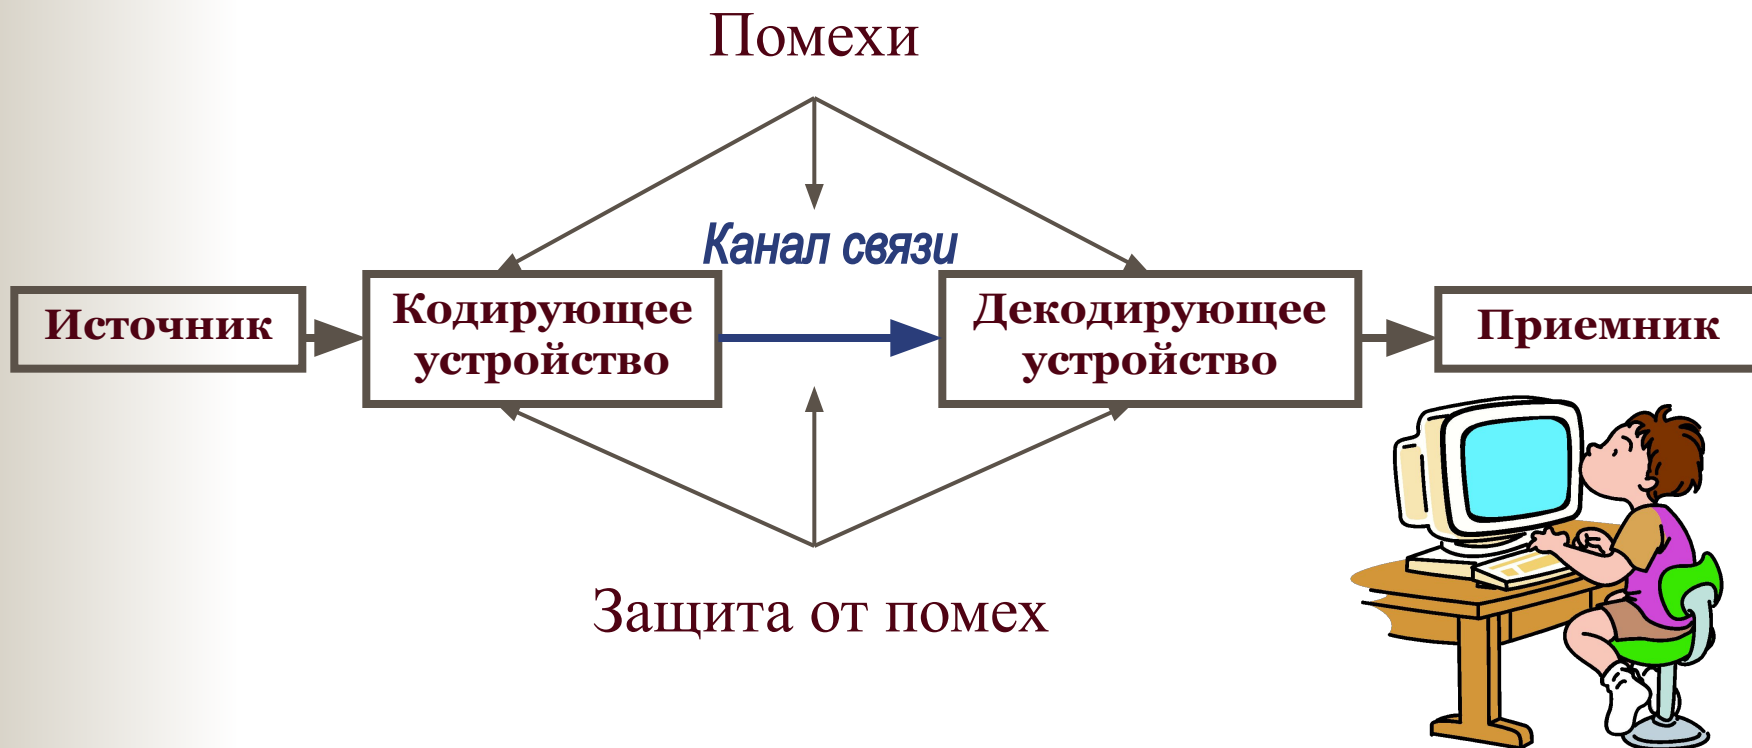 Помехи
Канал связи
Источник
Кодирующее
устройство
Декодирующее
устройство
Приемник
Защита от помех